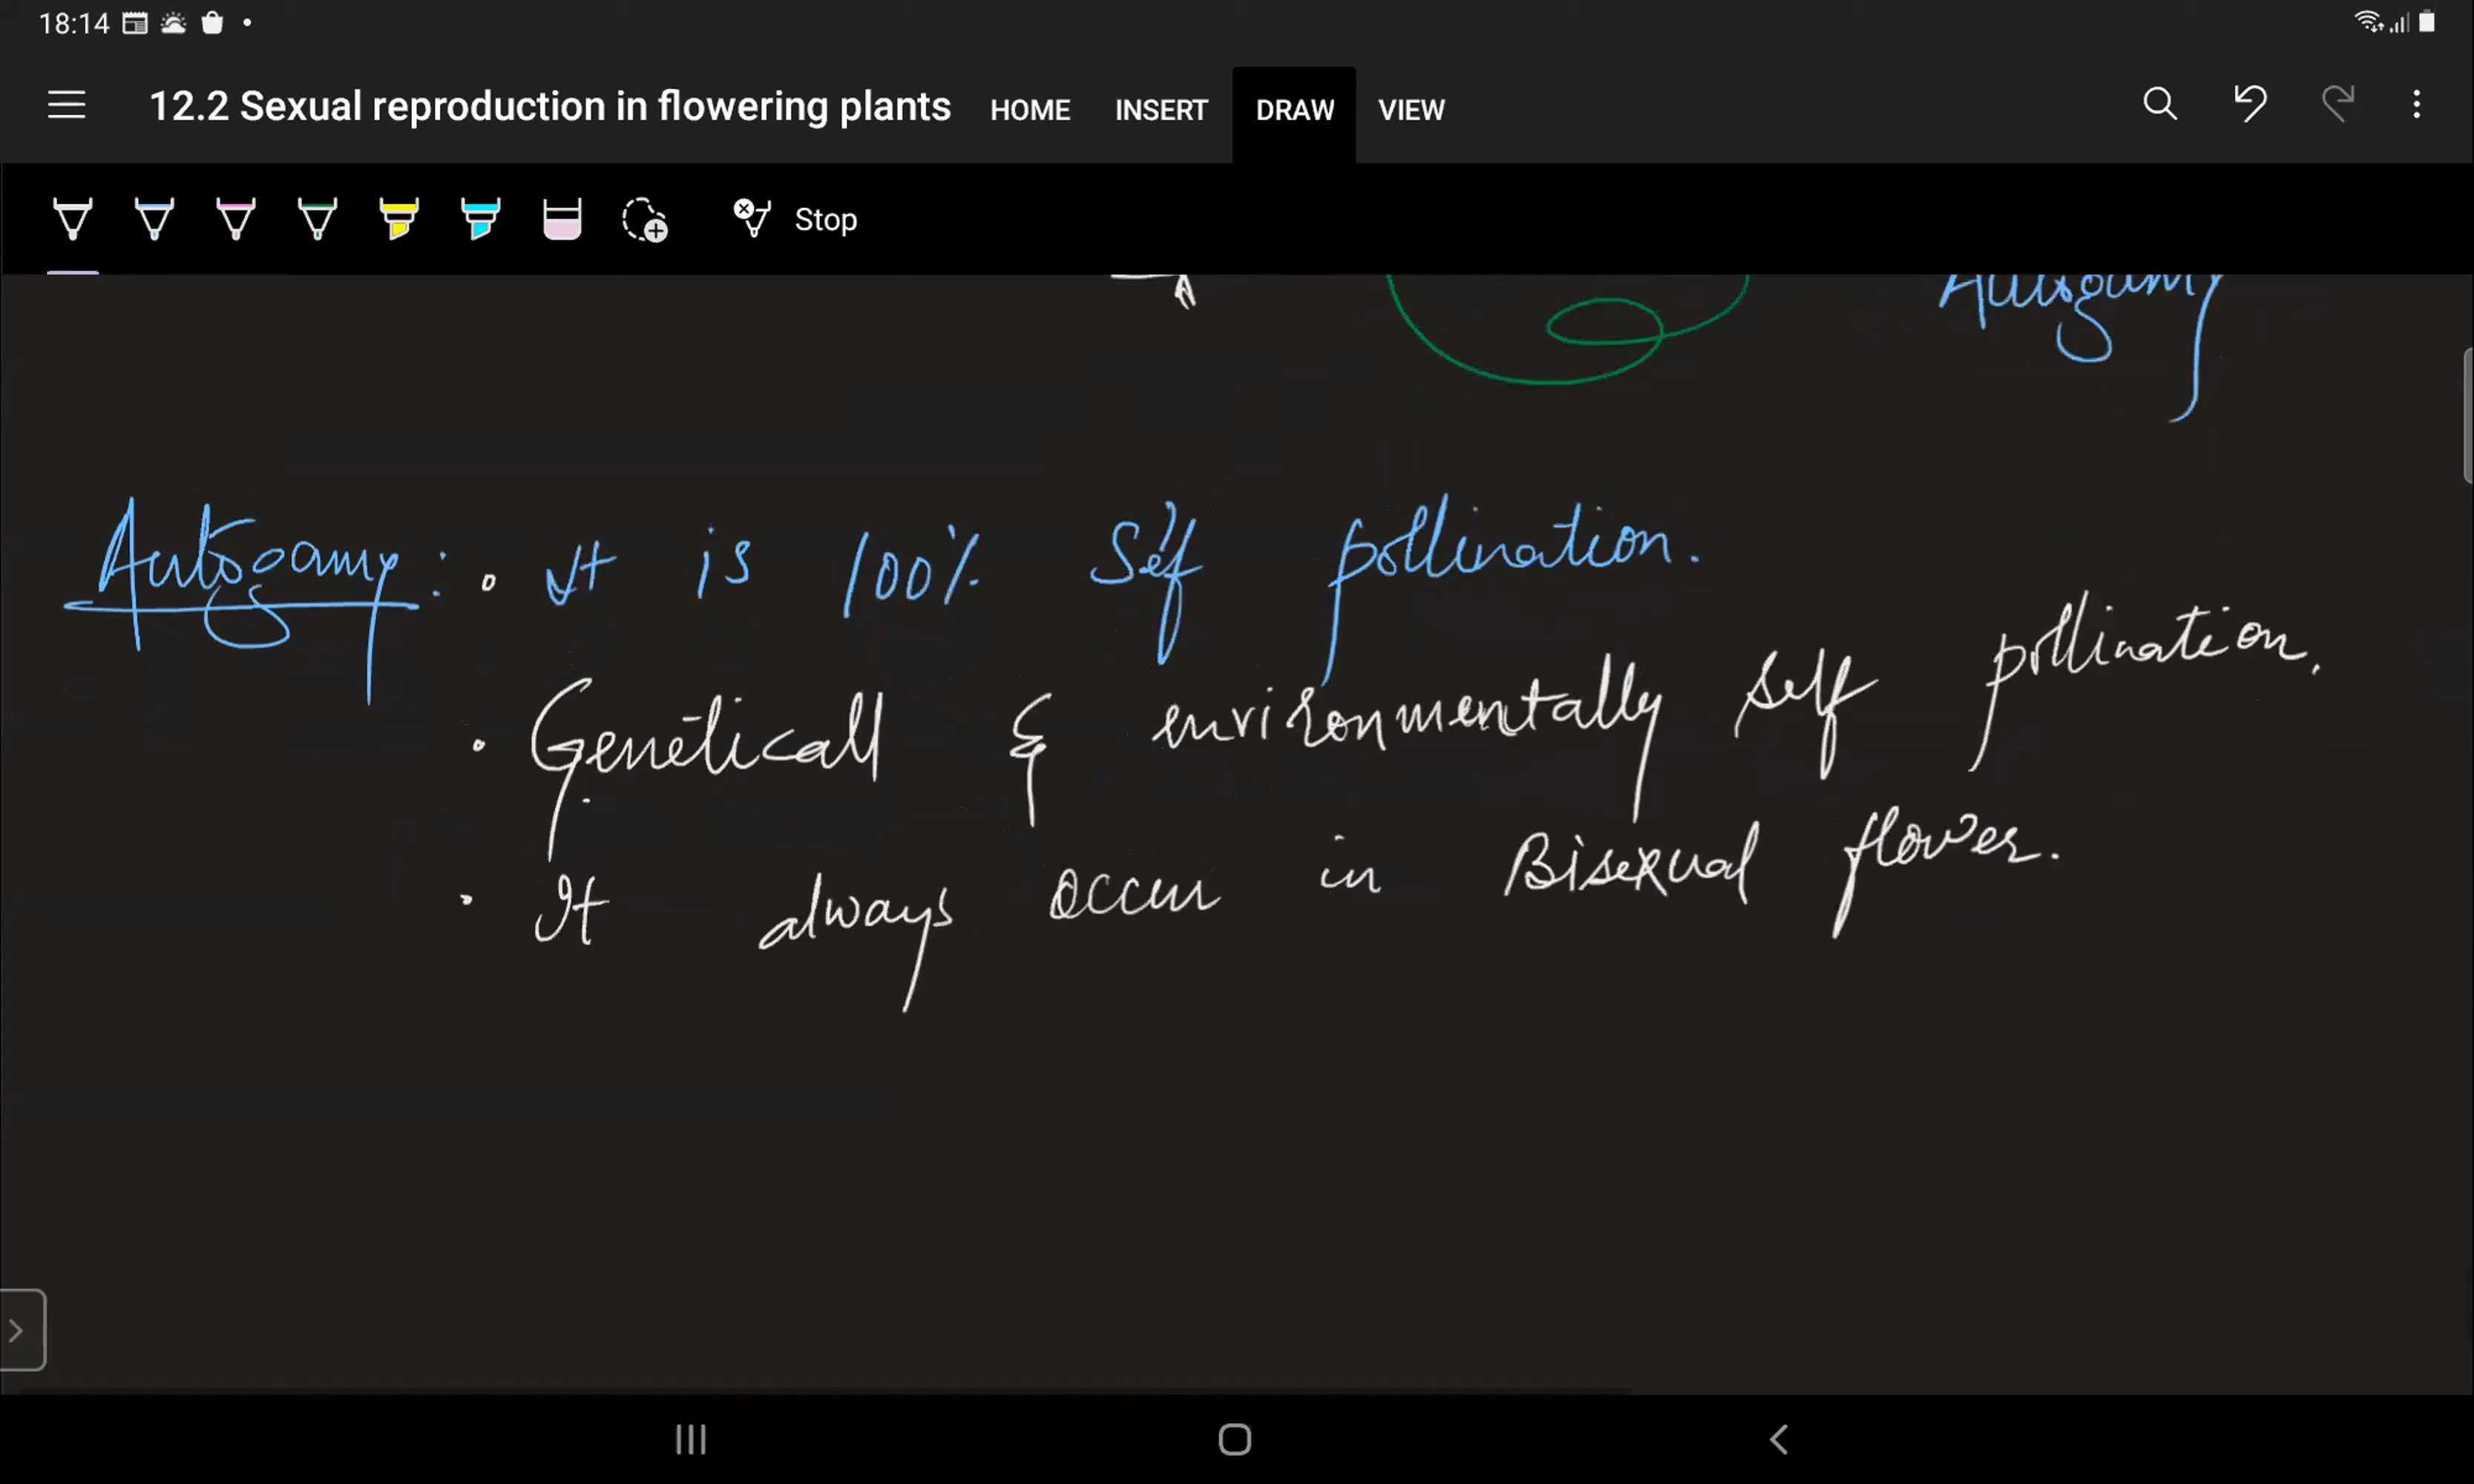 18:14
12.2 Sexual reproduction in flowering plants HOME INSERT DRAW VIEW
Stop
Autogamy
Autogamy : • It is 100% Self pollination.
• Geneticall & environmentally self pollination.
• It always occur in Bisexual flower.